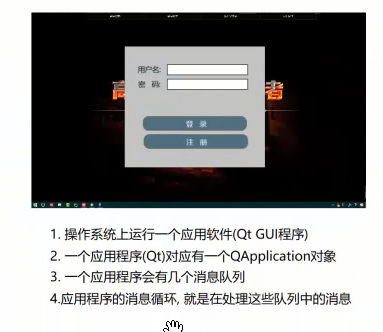 用户名:
密 码:
登 录
注 册
1. 操作系统上运行一个应用软件(Qt GUI程序)
2. 一个应用程序(Qt)对应有一个QApplication对象
3. 一个应用程序会有几个消息队列
4.应用程序的消息循环, 就是在处理这些队列中的消息